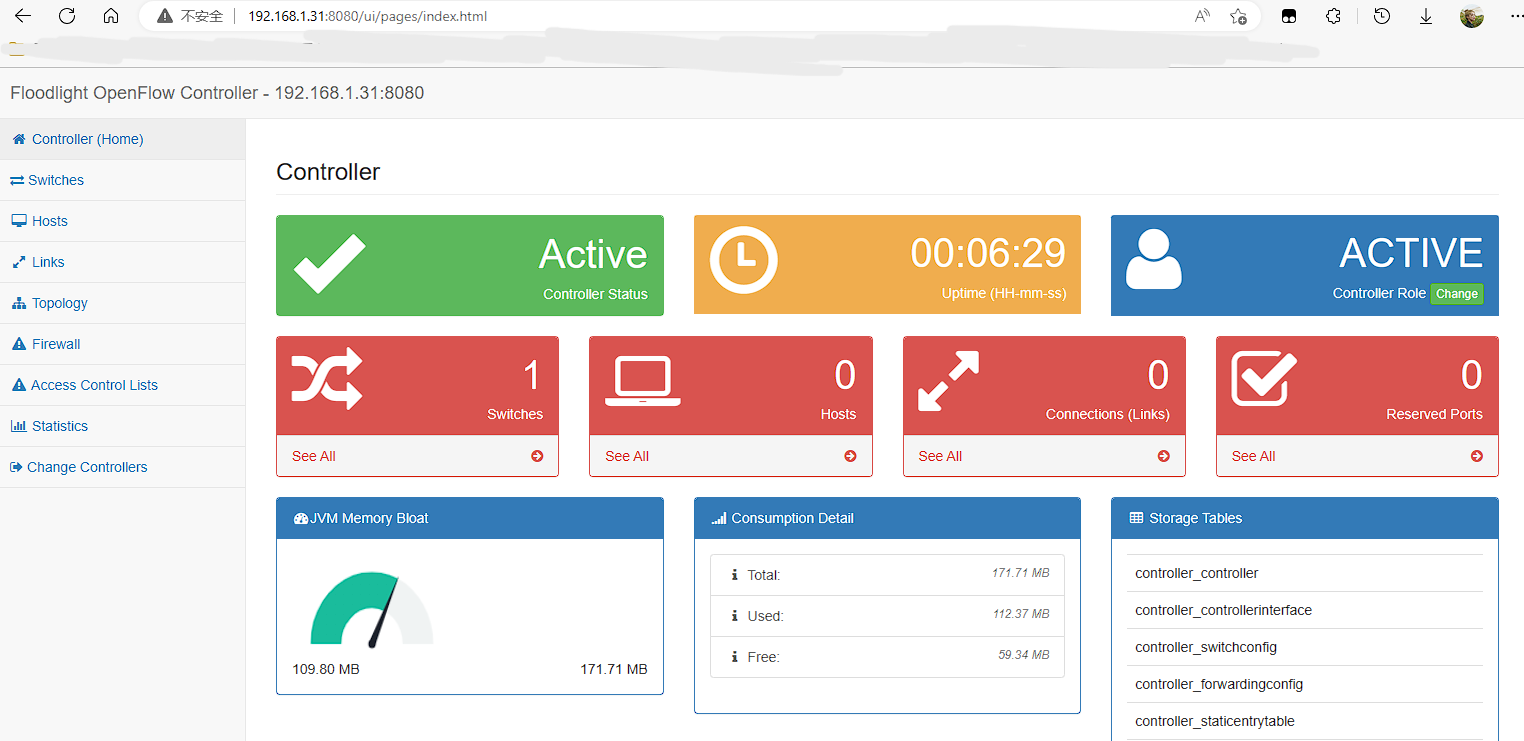 不安全 192.168.1.31:8080/ui/pages/index.html
Floodlight OpenFlow Controller - 192.168.1.31:8080
Controller (Home)
Switches
Hosts
Links
Topology
Firewall
Access Control Lists
Statistics
Change Controllers
Controller
Active
Controller Status
00:06:29
Uptime (HH-mm-ss)
ACTIVE
Controller Role Change
1
Switches
See All
0
Hosts
See All
0
Connections (Links)
See All
0
Reserved Ports
See All
JVM Memory Bloat
109.80 MB 171.71 MB
Consumption Detail
Total: 171.71 MB
Used: 112.37 MB
Free: 59.34 MB
Storage Tables
controller_controller
controller_controllerinterface
controller_switchconfig
controller_forwardingconfig
controller_staticentrytable